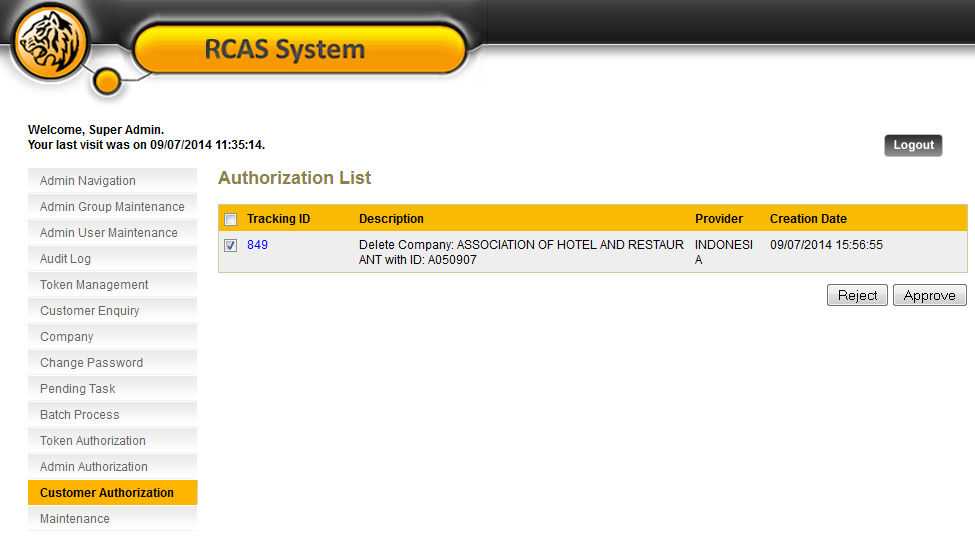 RCAS System
Welcome, Super Admin.
Your last visit was on 09/07/2014 11:35:14.
Logout
Admin Navigation
Admin Group Maintenance
Admin User Maintenance
Audit Log
Token Management
Customer Enquiry
Company
Change Password
Pending Task
Batch Process
Token Authorization
Admin Authorization
Customer Authorization
Maintenance
Authorization List
Tracking ID Description Provider Creation Date
849 Delete Company: ASSOCIATION OF HOTEL AND RESTAUR INDONESI 09/07/2014 15:56:55
ANT with ID: A050907 A
Reject Approve